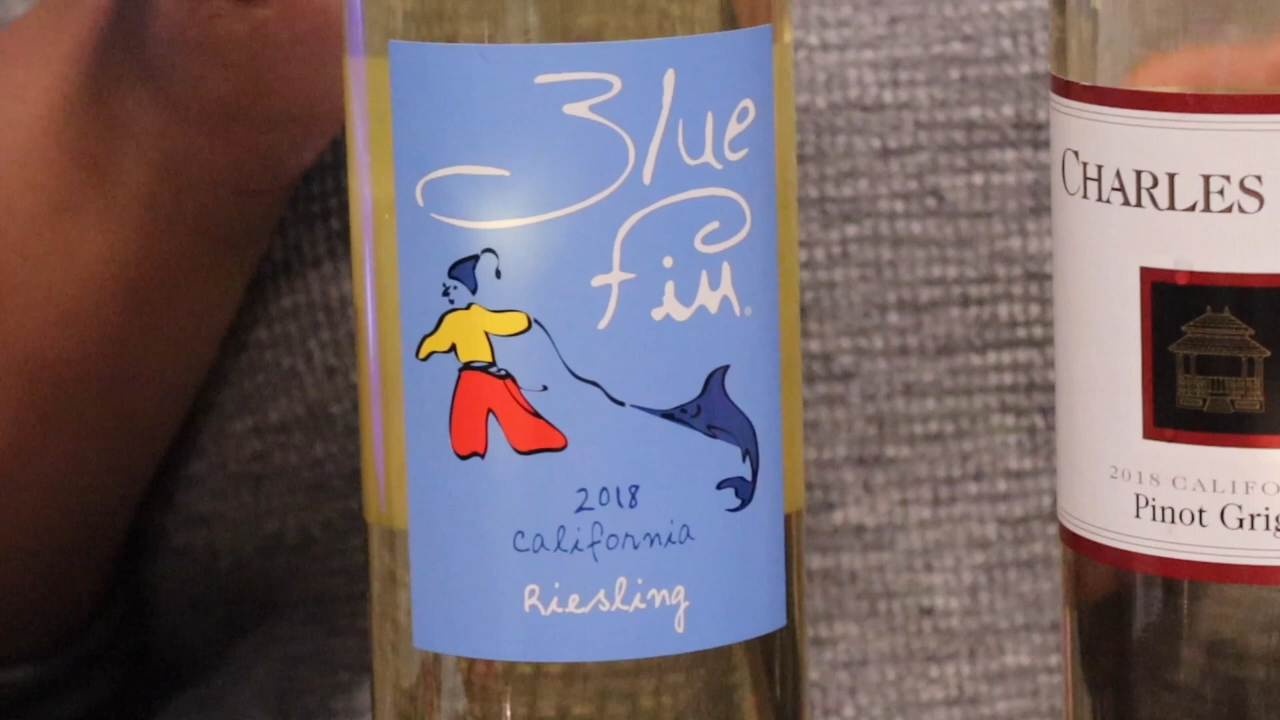 Blue
fin
2018
California
Riesling
CHARLES
2018 CALIFO
Pinot Grig